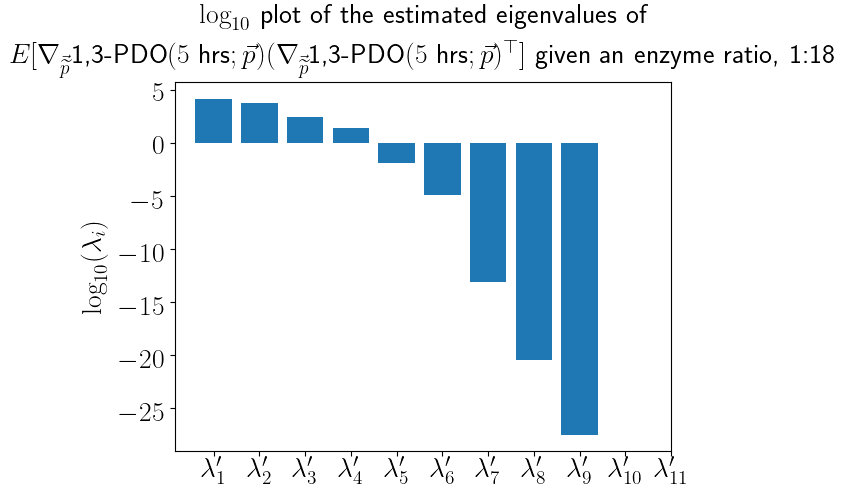 log₁₀ plot of the estimated eigenvalues of
E[∇_p̃⃗ 1,3-PDO(5 hrs; p⃗)(∇_p̃⃗ 1,3-PDO(5 hrs; p⃗)^⊤] given an enzyme ratio, 1:18
5
0
−5
−10
−15
−20
−25
log₁₀(λᵢ)
λ′₁ λ′₂ λ′₃ λ′₄ λ′₅ λ′₆ λ′₇ λ′₈ λ′₉ λ′₁₀ λ′₁₁